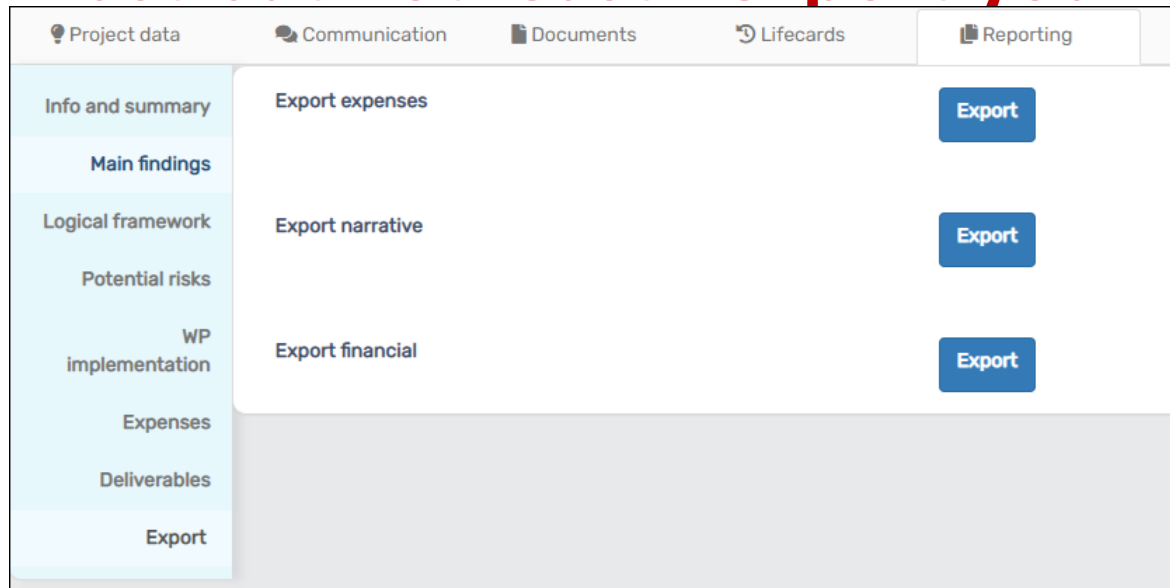 Project data
Communication
Documents
Lifecards
Reporting
Info and summary
Main findings
Logical framework
Potential risks
WP
implementation
Expenses
Deliverables
Export
Export expenses
Export
Export narrative
Export
Export financial
Export